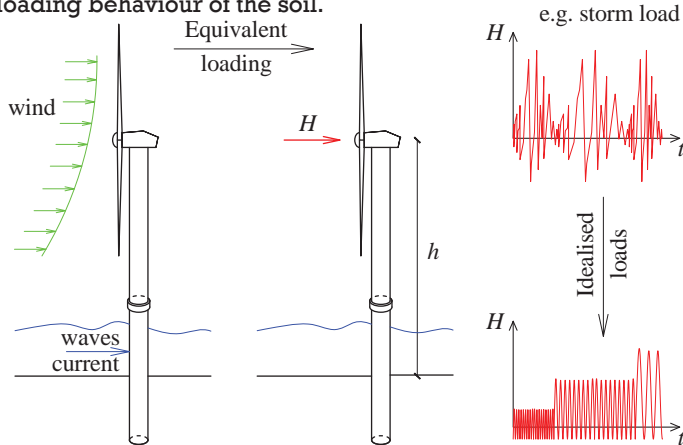 loading behaviour of the soil.
Equivalent
loading
e.g. storm load
H
wind
H
t
h
Idealised
loads
waves
current
H
t